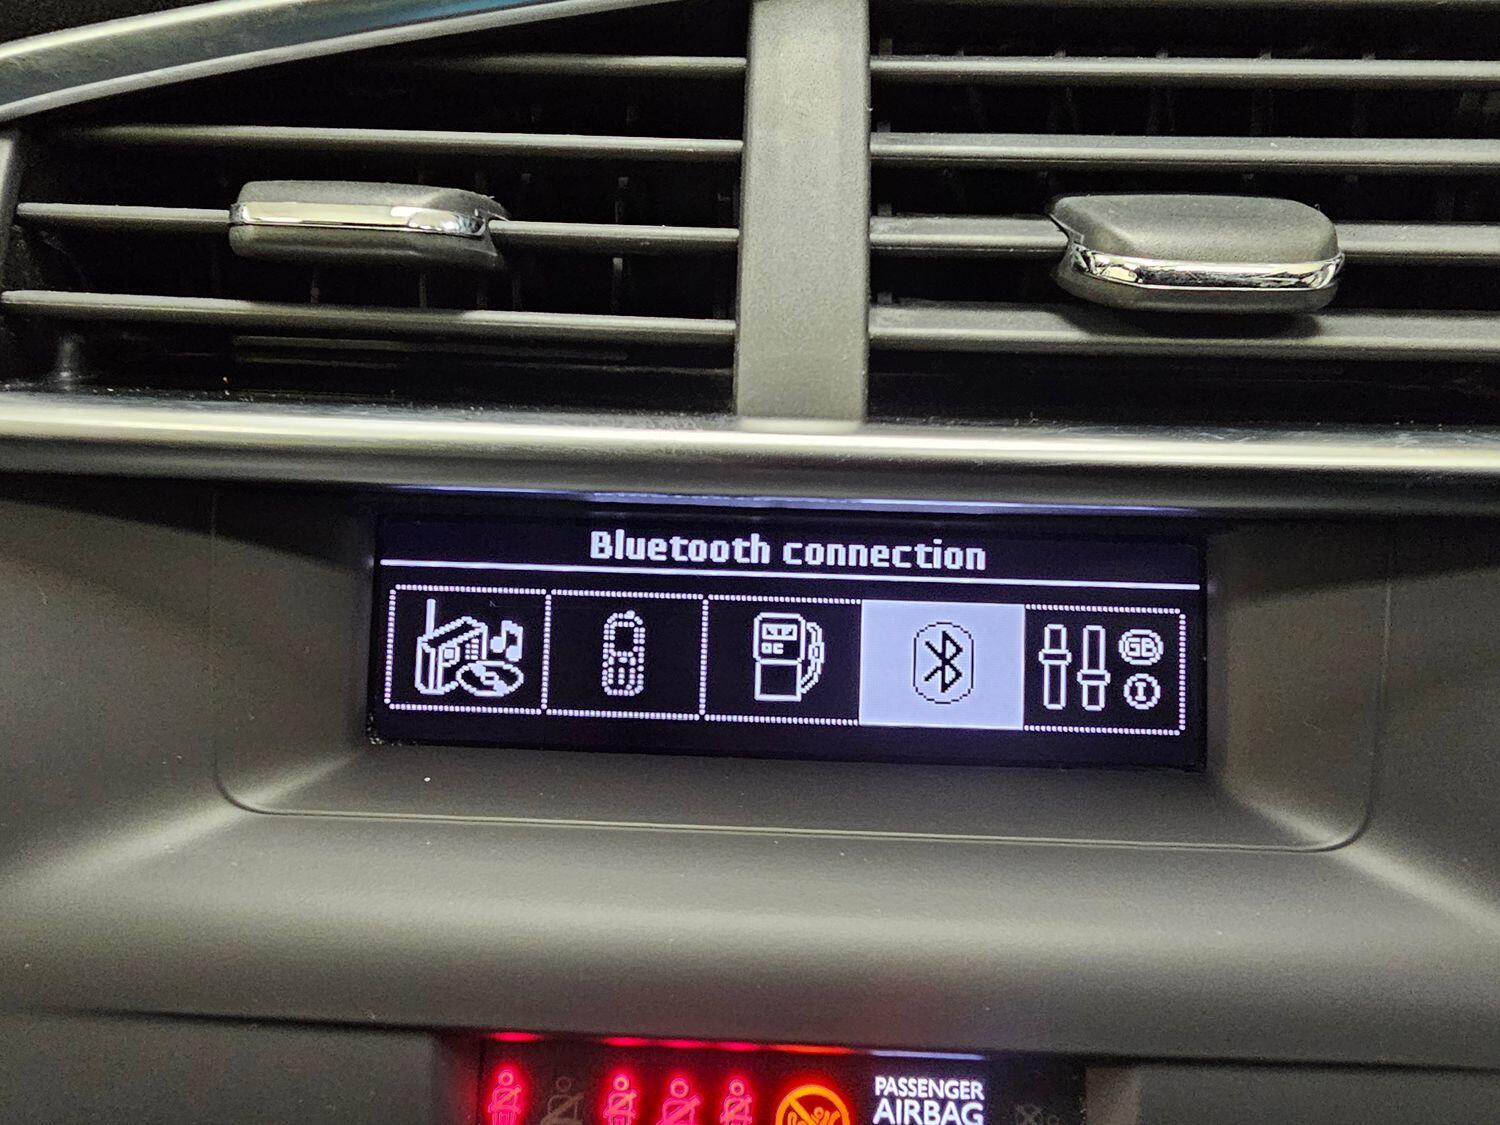 Bluetooth connection
GB
I
PASSENGER
AIRBAG